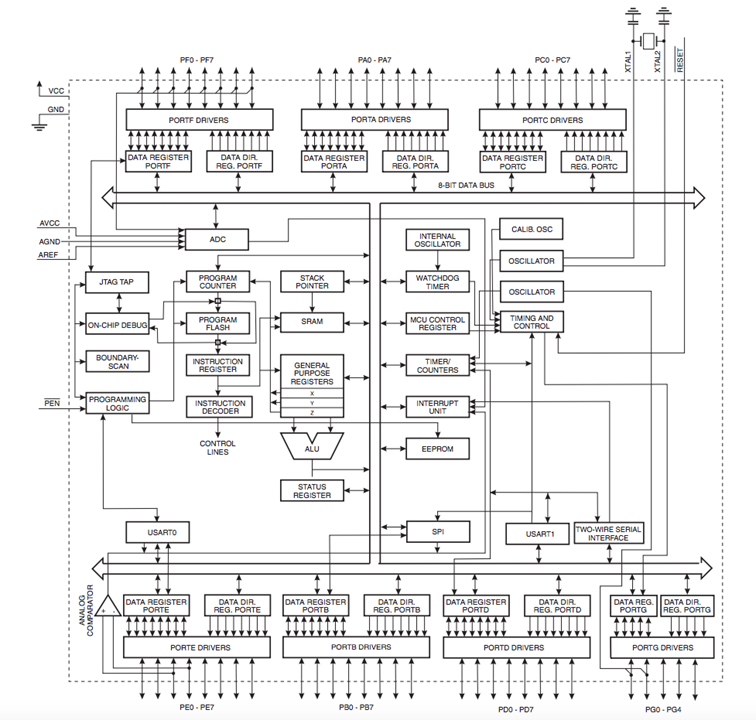 PF0 - PF7
PA0 - PA7
PC0 - PC7
XTAL1
XTAL2
RESET
VCC
GND
PORTF DRIVERS
PORTA DRIVERS
PORTC DRIVERS
DATA REGISTER
PORTF
DATA DIR.
REG. PORTF
DATA REGISTER
PORTA
DATA DIR.
REG. PORTA
DATA REGISTER
PORTC
DATA DIR.
REG. PORTC
8-BIT DATA BUS
AVCC
AGND
AREF
ADC
INTERNAL
OSCILLATOR
CALIB. OSC
OSCILLATOR
JTAG TAP
PROGRAM
COUNTER
STACK
POINTER
WATCHDOG
TIMER
OSCILLATOR
ON-CHIP DEBUG
PROGRAM
FLASH
SRAM
MCU CONTROL
REGISTER
TIMING AND
CONTROL
BOUNDARY-
SCAN
INSTRUCTION
REGISTER
GENERAL
PURPOSE
REGISTERS
X
Y
Z
TIMER/
COUNTERS
PEN
PROGRAMMING
LOGIC
INSTRUCTION
DECODER
INTERRUPT
UNIT
CONTROL
LINES
ALU
EEPROM
STATUS
REGISTER
USART0
SPI
USART1
TWO-WIRE SERIAL
INTERFACE
ANALOG
COMPARATOR
+
-
DATA REGISTER
PORTE
DATA DIR.
REG. PORTE
DATA REGISTER
PORTB
DATA DIR.
REG. PORTB
DATA REGISTER
PORTD
DATA DIR.
REG. PORTD
DATA REG.
PORTG
DATA DIR.
REG. PORTG
PORTE DRIVERS
PORTB DRIVERS
PORTD DRIVERS
PORTG DRIVERS
PE0 - PE7
PB0 - PB7
PD0 - PD7
PG0 - PG4